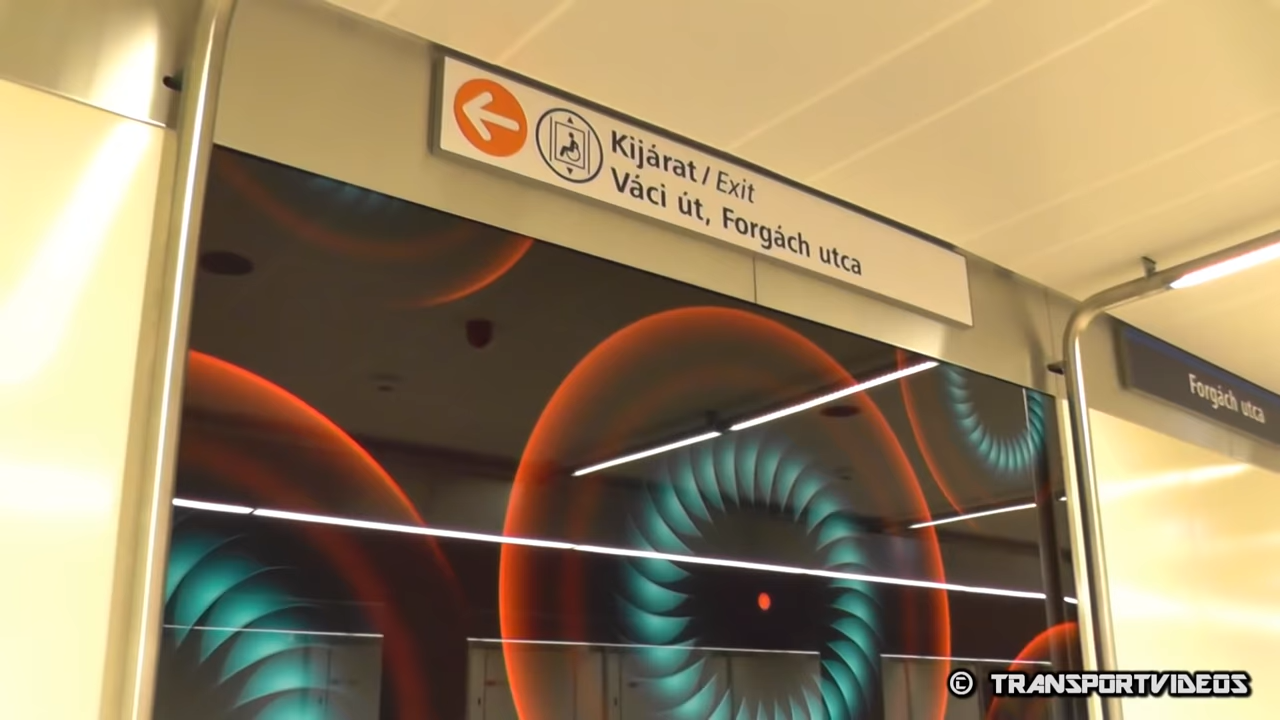 Kijárat / Exit
Váci út, Forgách utca
Forgách utca
© TRANSPORTVIDEOS